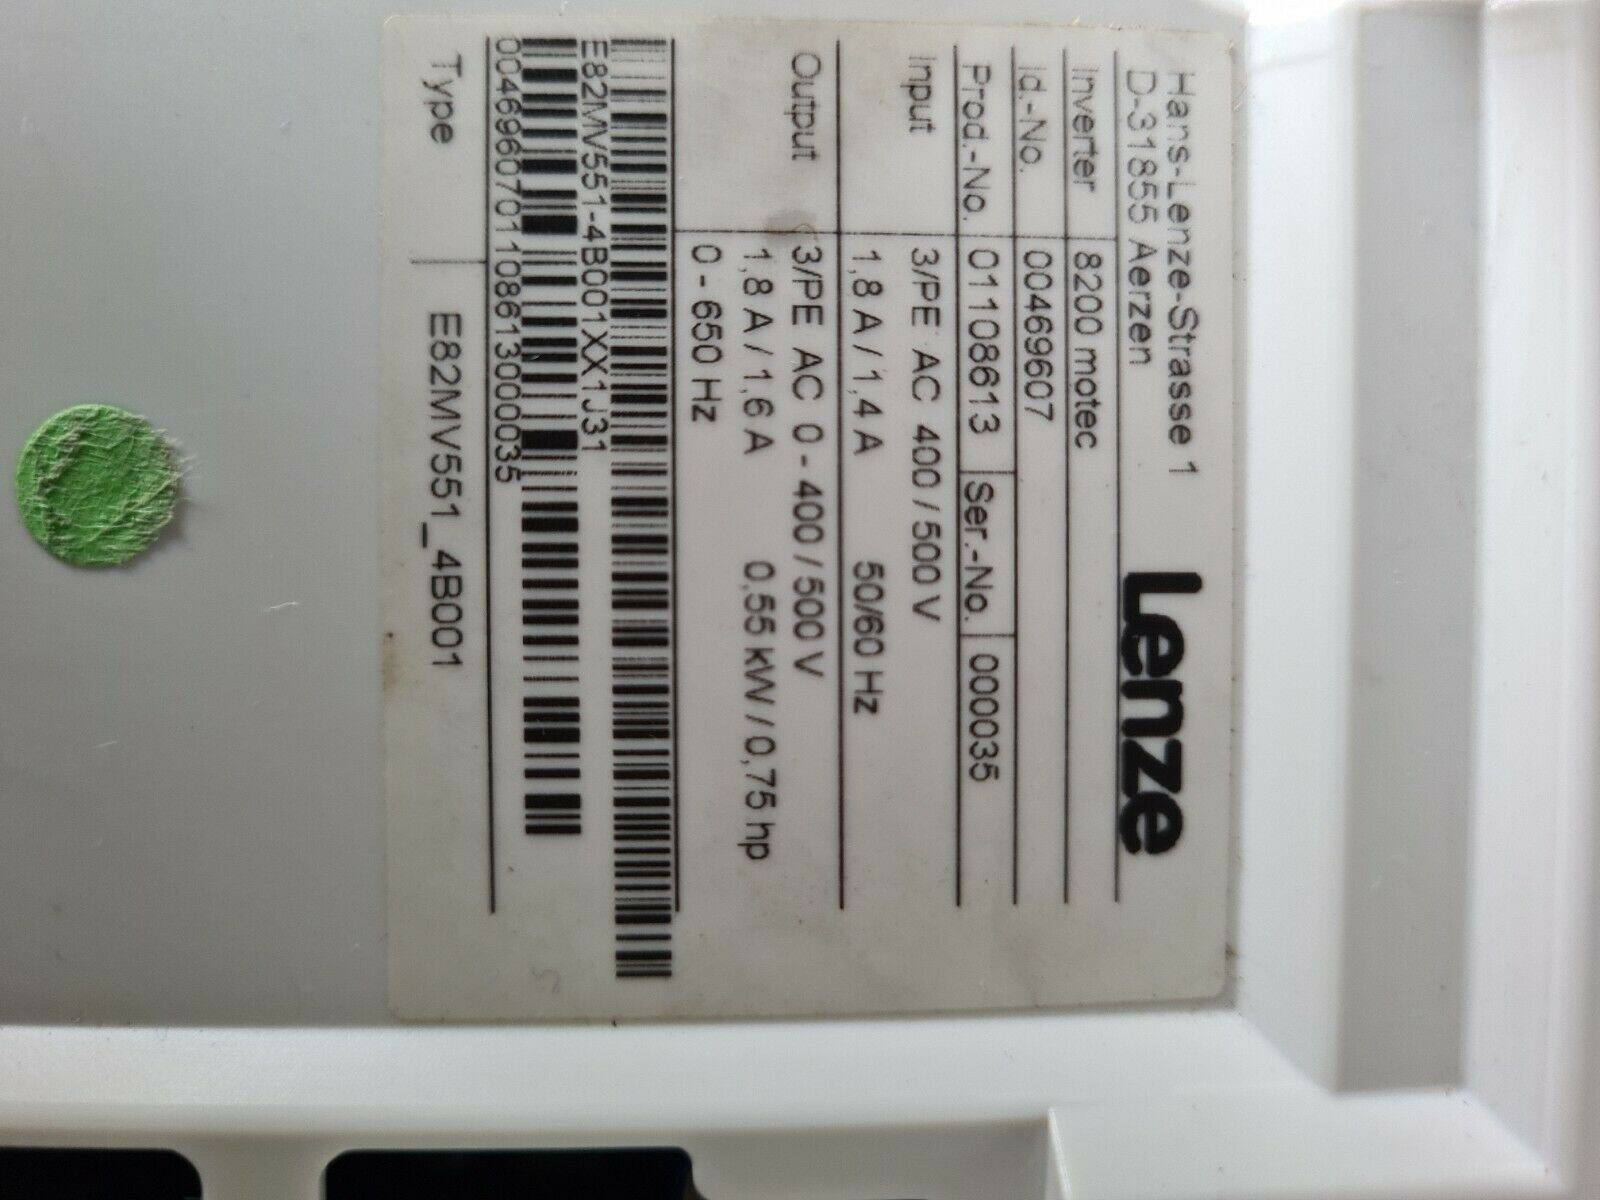 Hans-Lenze-Strasse 1
D-31855 Aerzen
Lenze
Inverter 8200 motec
Id.-No. 00469607
Prod.-No. 01108613 Ser.-No. 000035
Input 3/PE AC 400 / 500 V
1,8 A / 1,4 A 50/60 Hz
Output 3/PE AC 0 - 400 / 500 V
1,8 A / 1,6 A 0,55 kW / 0,75 hp
0 - 650 Hz
E82MV551-4B001XX1J31
004696070110861300​0035
Type E82MV551_4B001